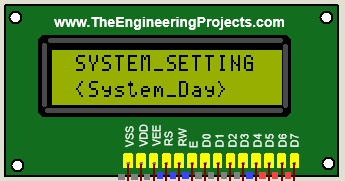 www.TheEngineeringProjects.com
SYSTEM_SETTING
(System_Day)
VSS
VDD
VEE
RS
RW
E
D0
D1
D2
D3
D4
D5
D6
D7